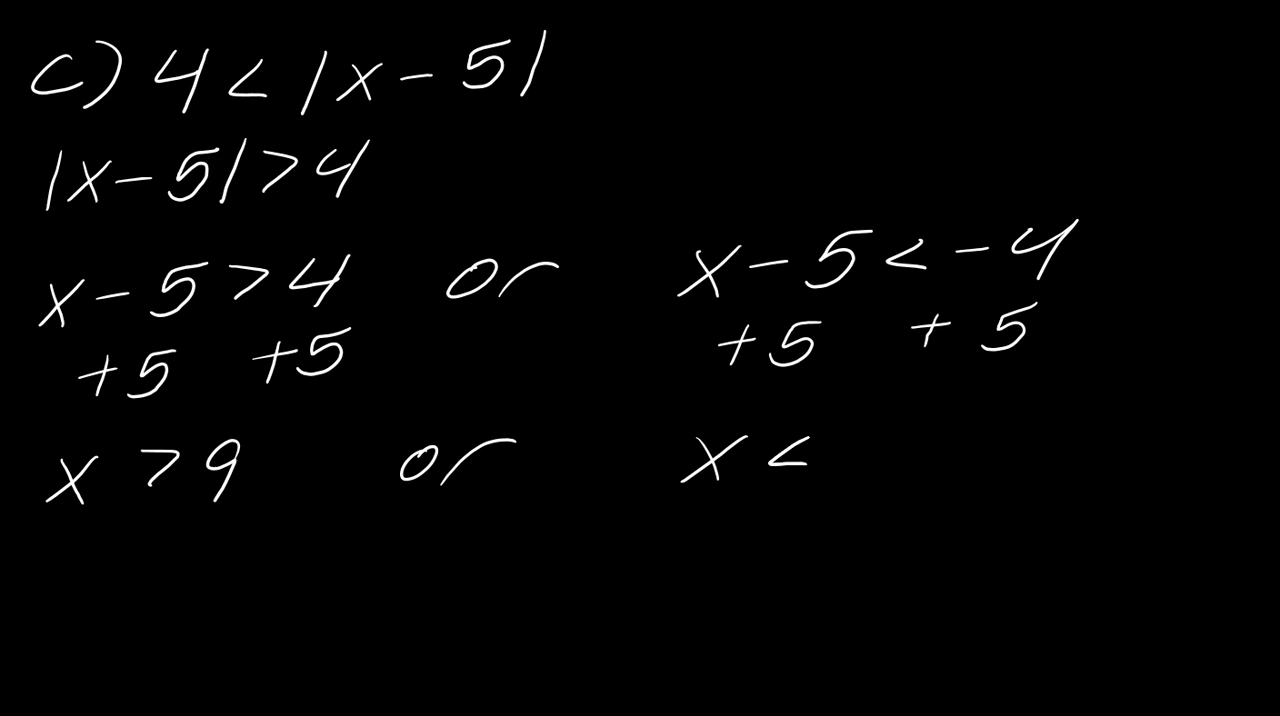 c) 4 < |x - 5|
|x - 5| > 4
x - 5 > 4 or x - 5 < -4
+5 +5 +5 +5
x > 9 or x <